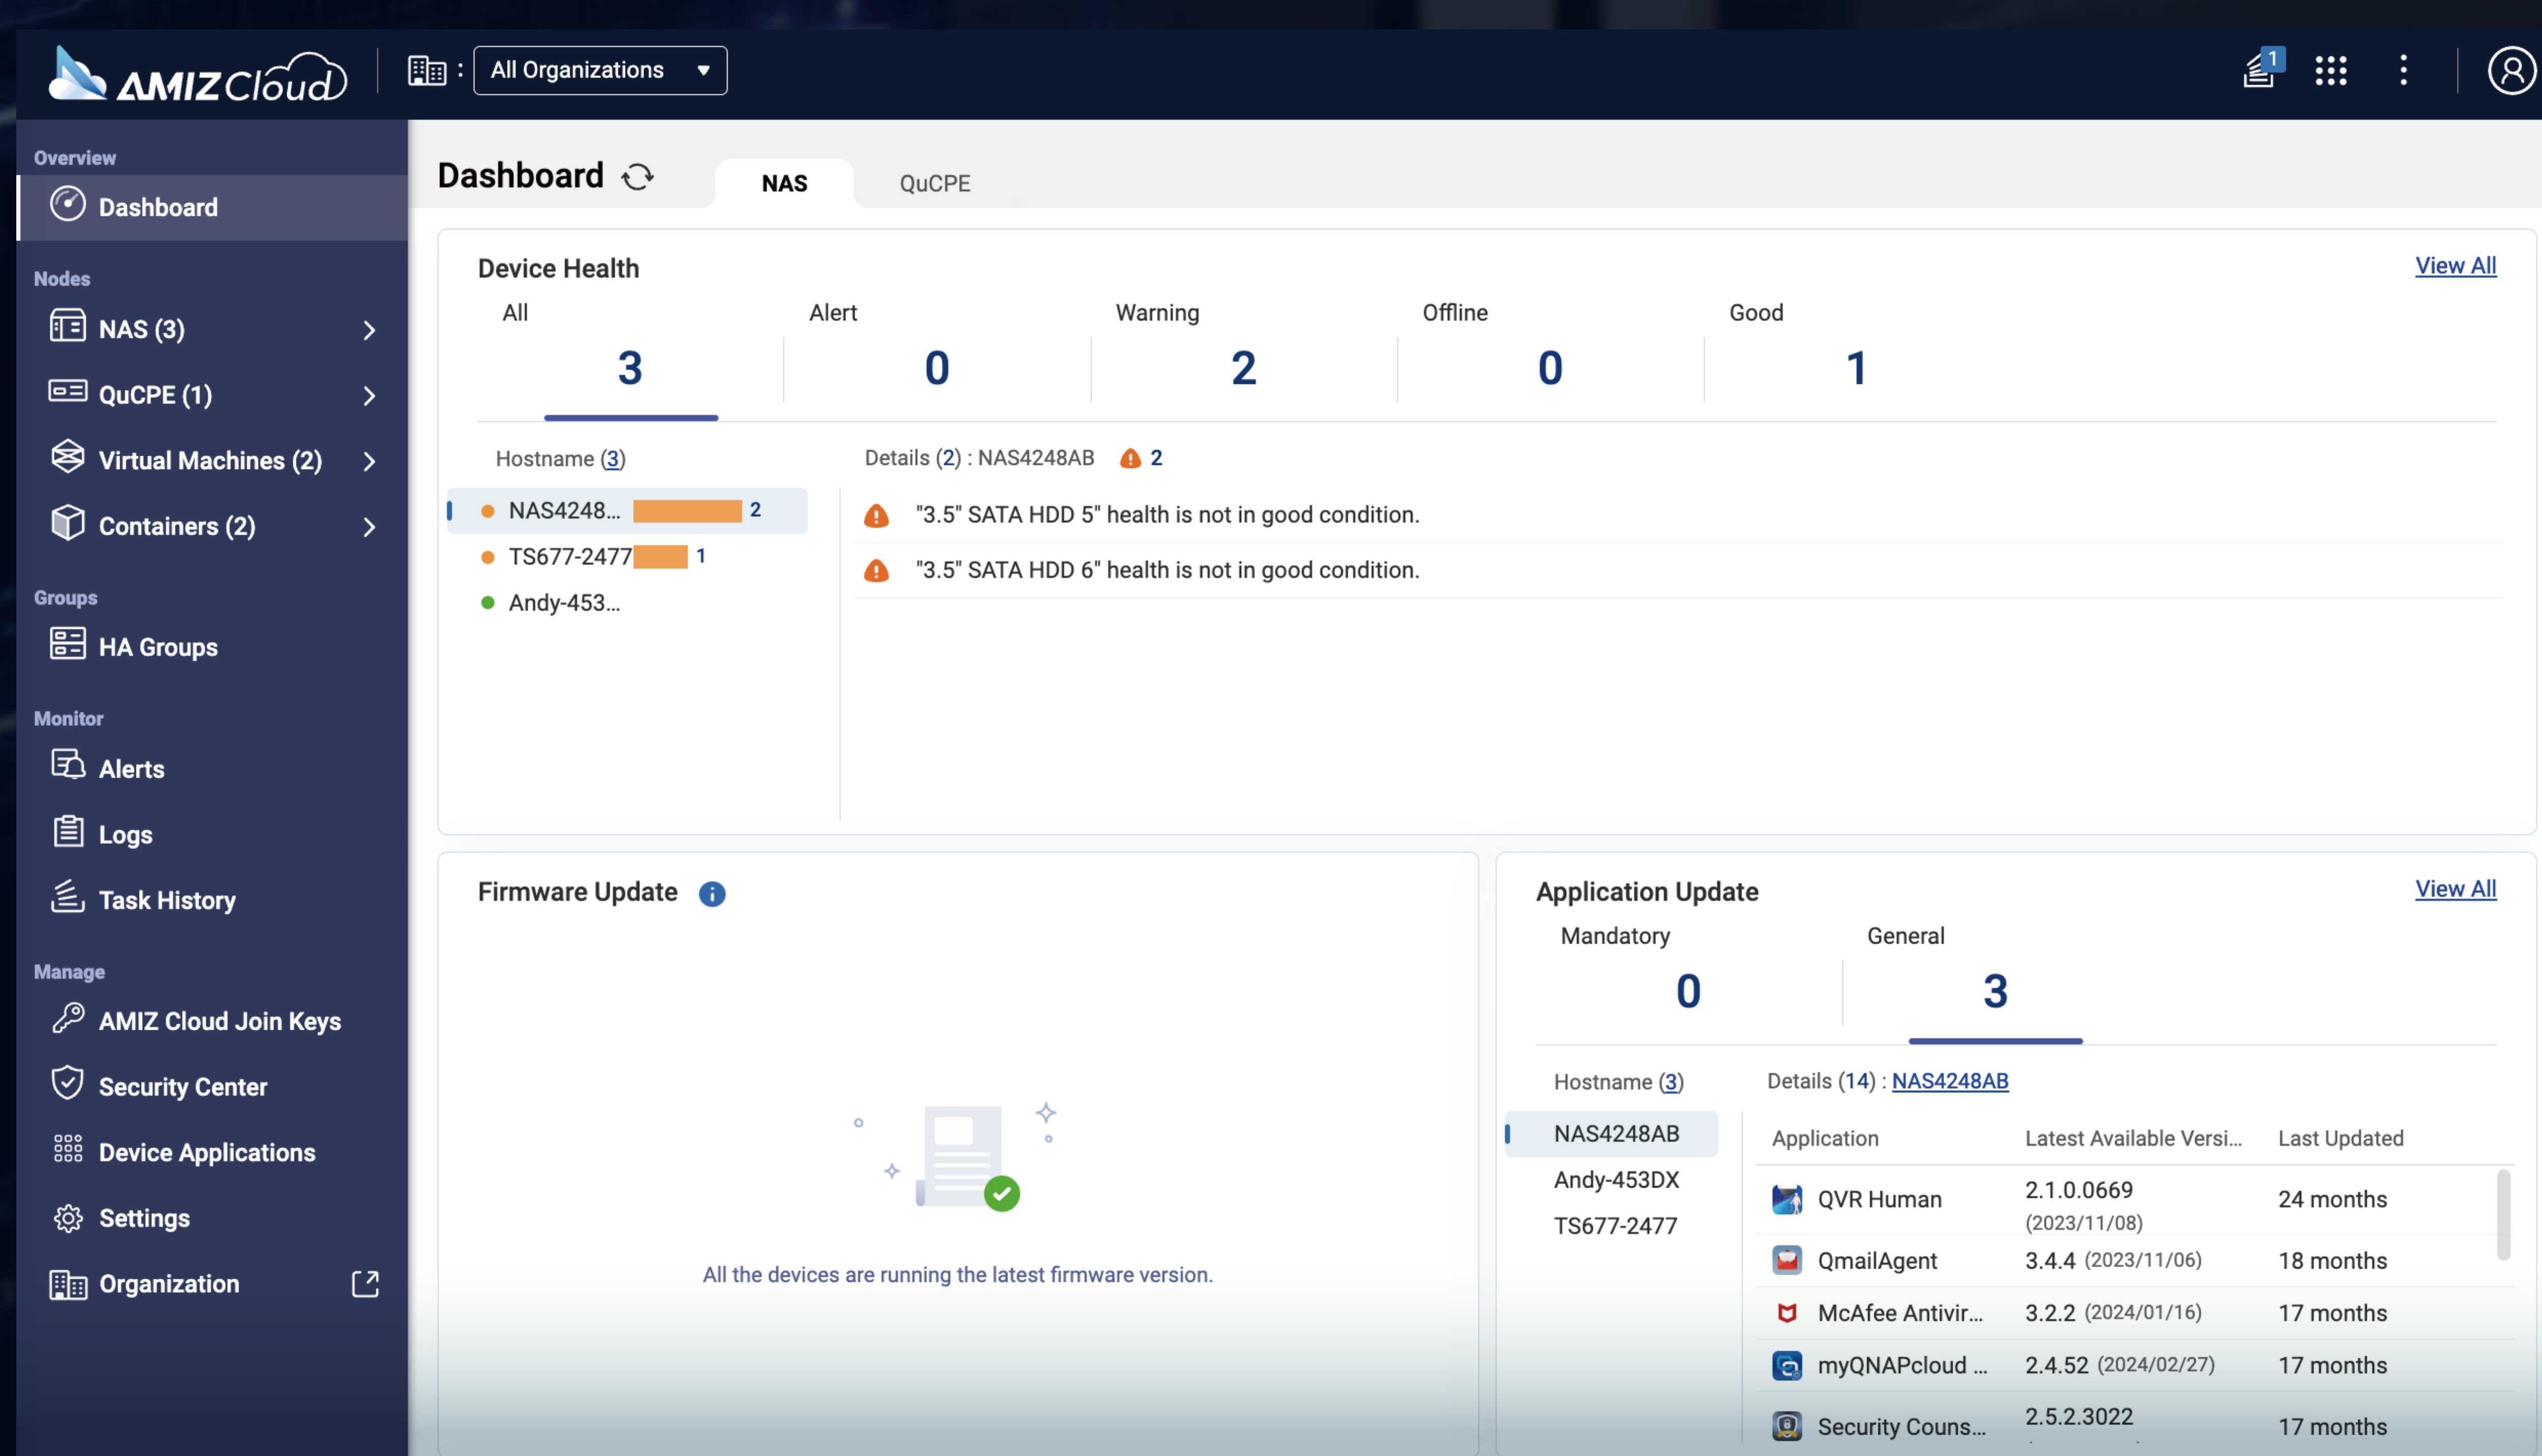 AMIZCloud
: All Organizations
1
Overview
Dashboard
Nodes
NAS (3)
QuCPE (1)
Virtual Machines (2)
Containers (2)
Groups
HA Groups
Monitor
Alerts
Logs
Task History
Manage
AMIZ Cloud Join Keys
Security Center
Device Applications
Settings
Organization
Dashboard
NAS
QuCPE
Device Health
View All
All
Alert
Warning
Offline
Good
3
0
2
0
1
Hostname (3)
NAS4248... 2
TS677-2477 1
Andy-453...
Details (2) : NAS4248AB 2
"3.5" SATA HDD 5" health is not in good condition.
"3.5" SATA HDD 6" health is not in good condition.
Firmware Update
All the devices are running the latest firmware version.
Application Update
View All
Mandatory
General
0
3
Hostname (3)
NAS4248AB
Andy-453DX
TS677-2477
Details (14) : NAS4248AB
Application Latest Available Versi... Last Updated
QVR Human 2.1.0.0669 (2023/11/08) 24 months
QmailAgent 3.4.4 (2023/11/06) 18 months
McAfee Antivir... 3.2.2 (2024/01/16) 17 months
myQNAPcloud ... 2.4.52 (2024/02/27) 17 months
Security Couns... 2.5.2.3022 17 months